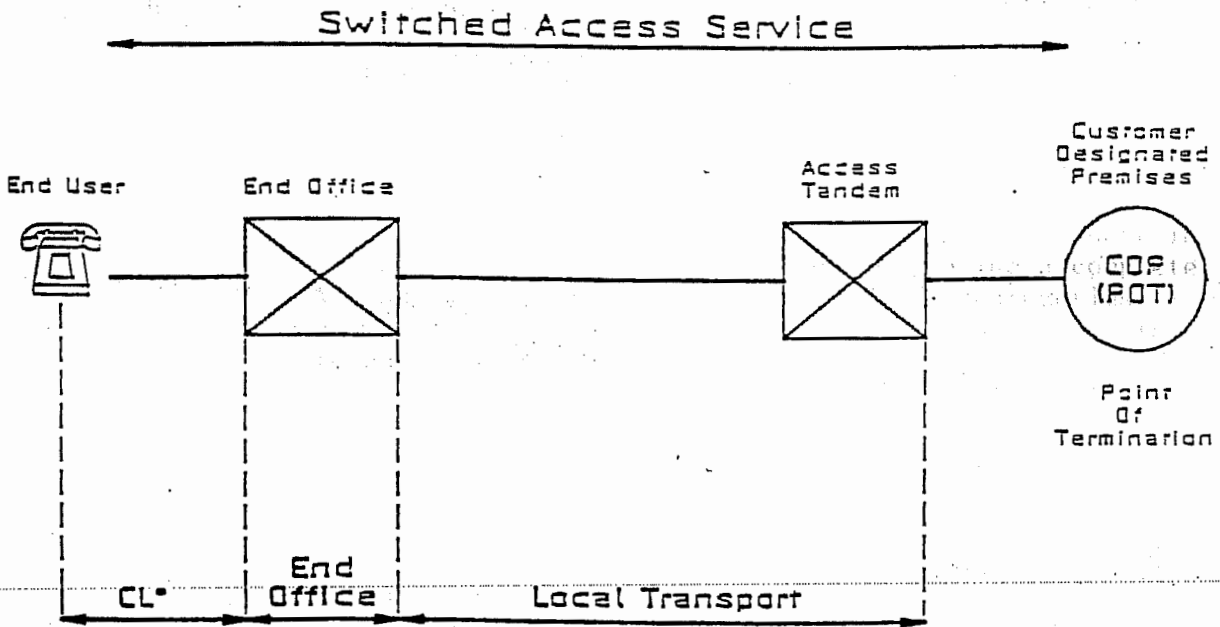 Switched Access Service
Customer
Designated
Premises
End User
End Office
Access
Tandem
CDP
(POT)
Point
Of
Termination
CL*
End
Office
Local Transport